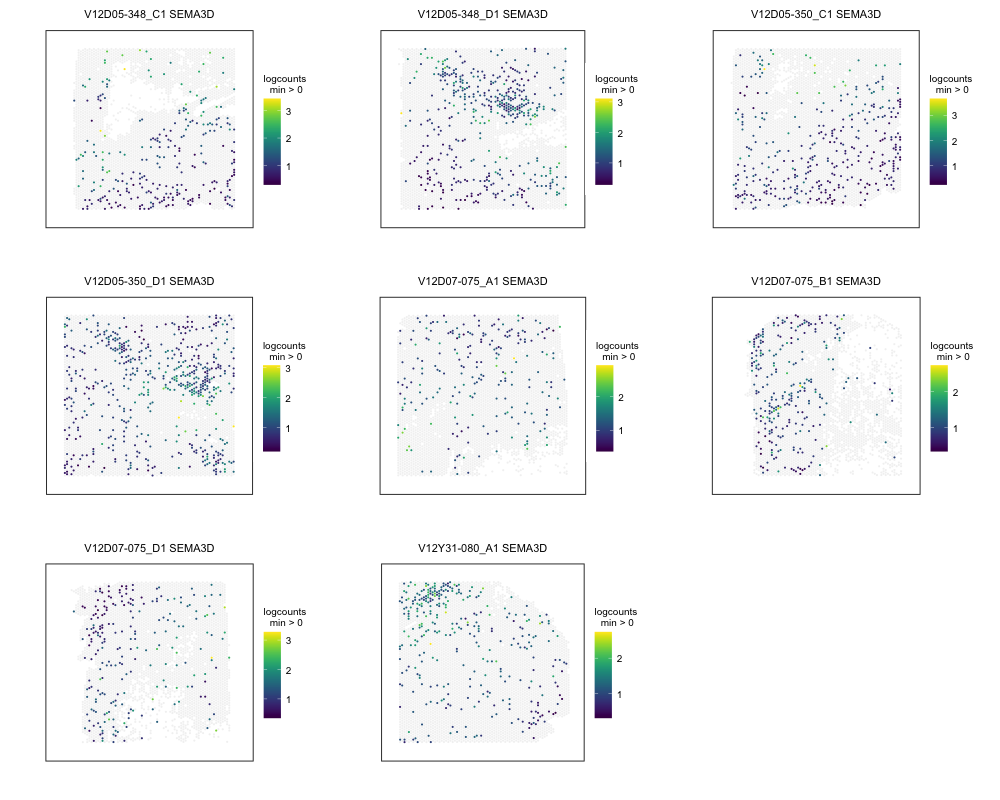 V12D05-348_C1 SEMA3D
logcounts
min > 0
3
2
1
V12D05-348_D1 SEMA3D
logcounts
min > 0
3
2
1
V12D05-350_C1 SEMA3D
logcounts
min > 0
3
2
1
V12D05-350_D1 SEMA3D
logcounts
min > 0
3
2
1
V12D07-075_A1 SEMA3D
logcounts
min > 0
2
1
V12D07-075_B1 SEMA3D
logcounts
min > 0
2
1
V12D07-075_D1 SEMA3D
logcounts
min > 0
3
2
1
V12Y31-080_A1 SEMA3D
logcounts
min > 0
2
1